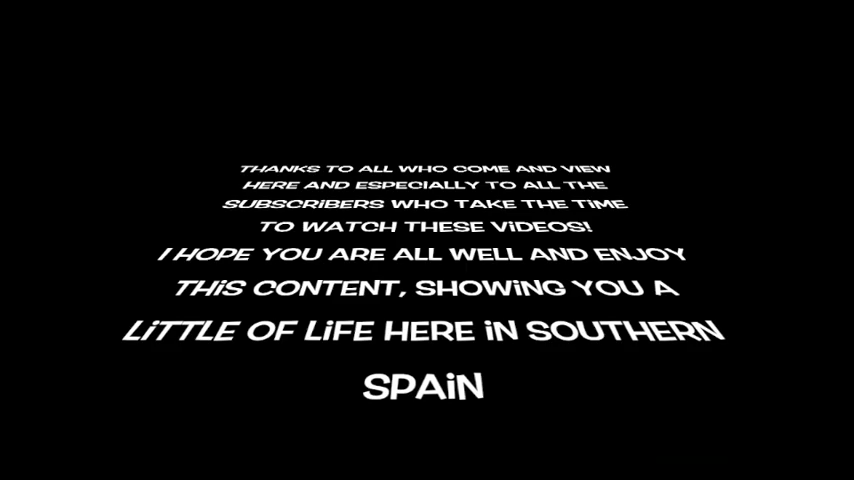 THANKS TO ALL WHO COME AND VIEW
HERE AND ESPECIALLY TO ALL THE
SUBSCRiBERS WHO TAKE THE TiME
TO WATCH THESE ViDEOS!
I HOPE YOU ARE ALL WELL AND ENJOY
THiS CONTENT, SHOWiNG YOU A
LiTTLE OF LiFE HERE iN SOUTHERN
SPAiN